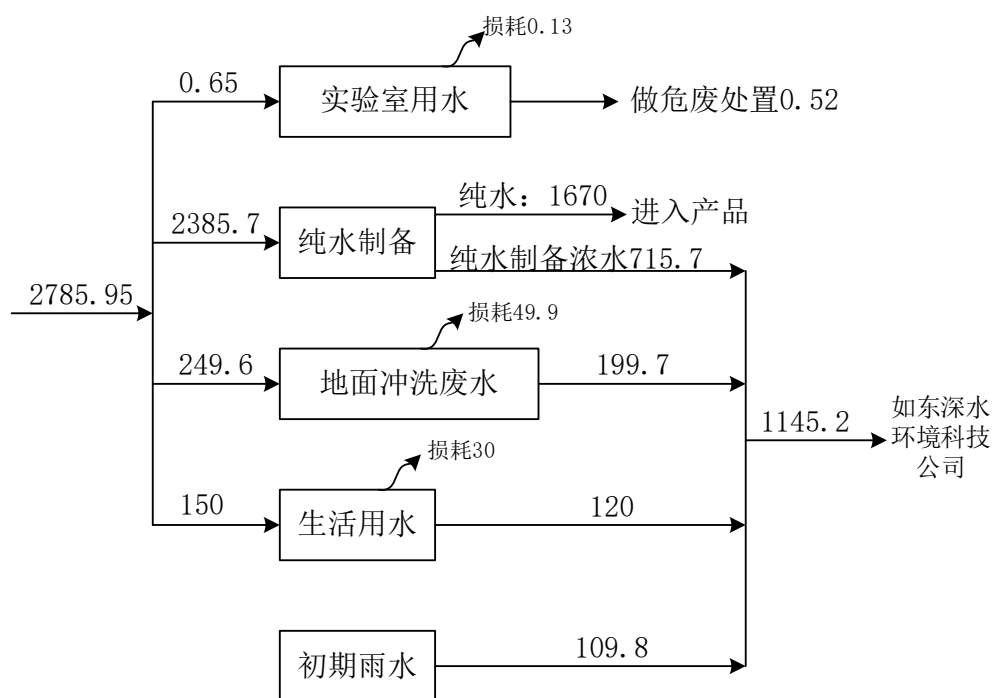 损耗0.13
0.65
实验室用水
做危废处置0.52
纯水：1670
进入产品
2385.7
纯水制备
纯水制备浓水715.7
2785.95
损耗49.9
249.6
地面冲洗废水
199.7
1145.2
如东深水
环境科技
公司
损耗30
150
生活用水
120
初期雨水
109.8